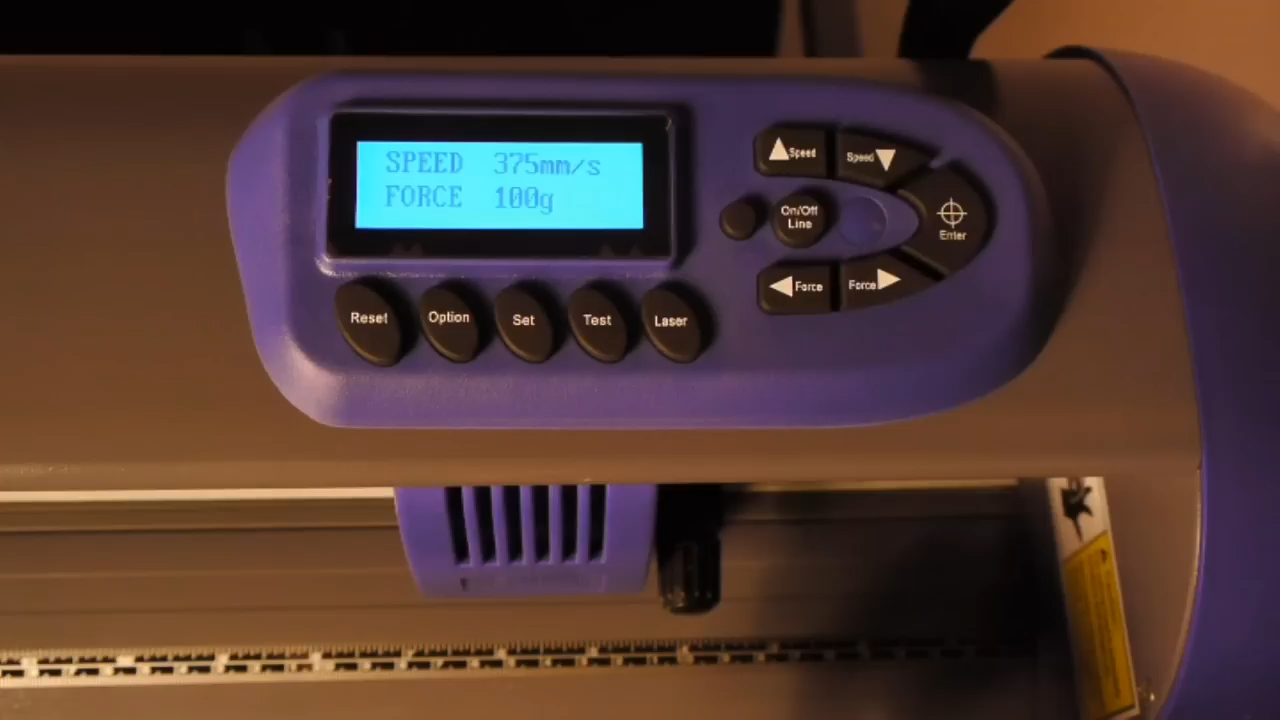 SPEED 375mm/s
FORCE 100g
Speed
Speed
On/Off
Line
Enter
Force
Force
Reset
Option
Set
Test
Laser